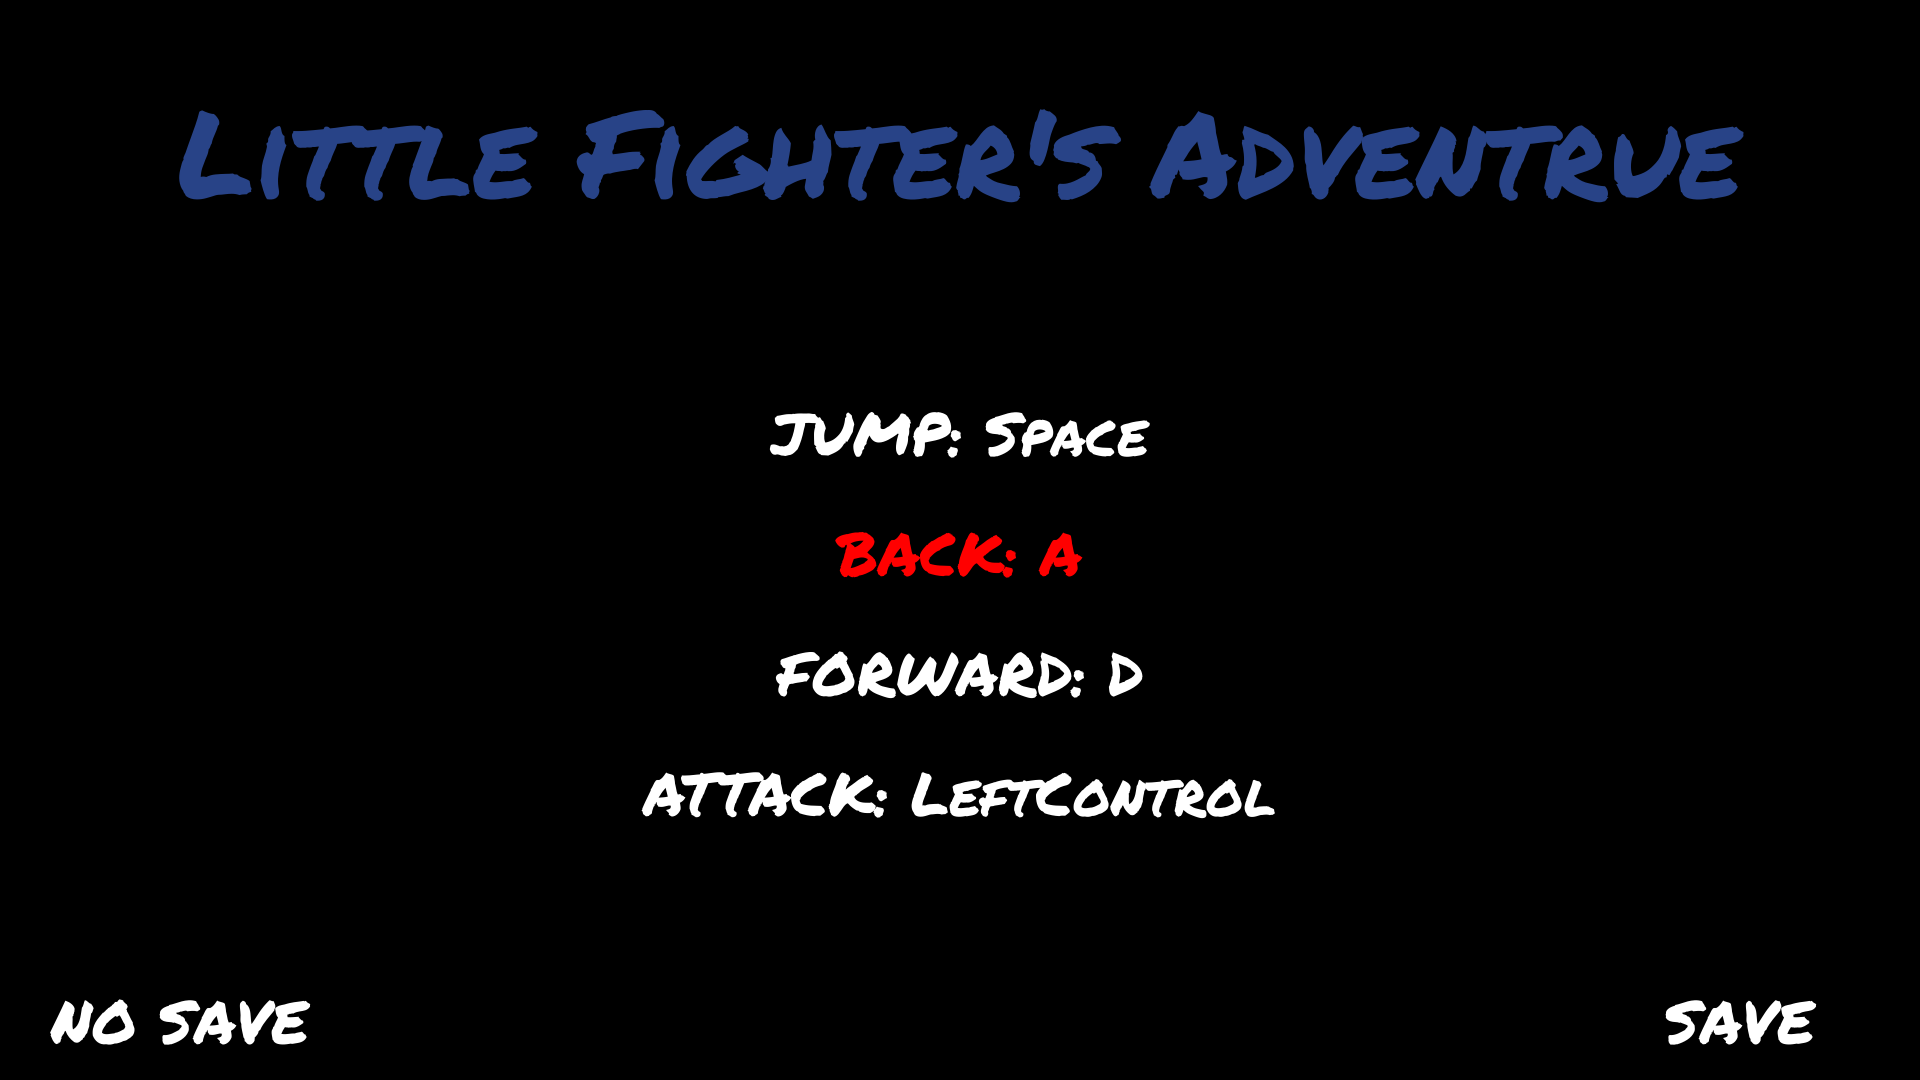 Little Fighter's Adventrue
JUMP: Space
BACK: A
FORWARD: D
ATTACK: LeftControl
NO SAVE
SAVE